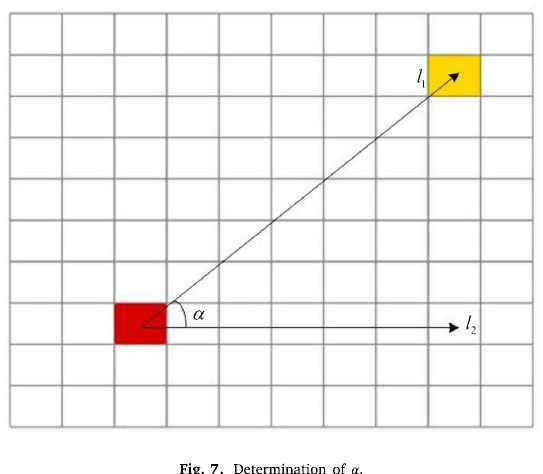 l₁
α
l₂
Fig. 7. Determination of α.